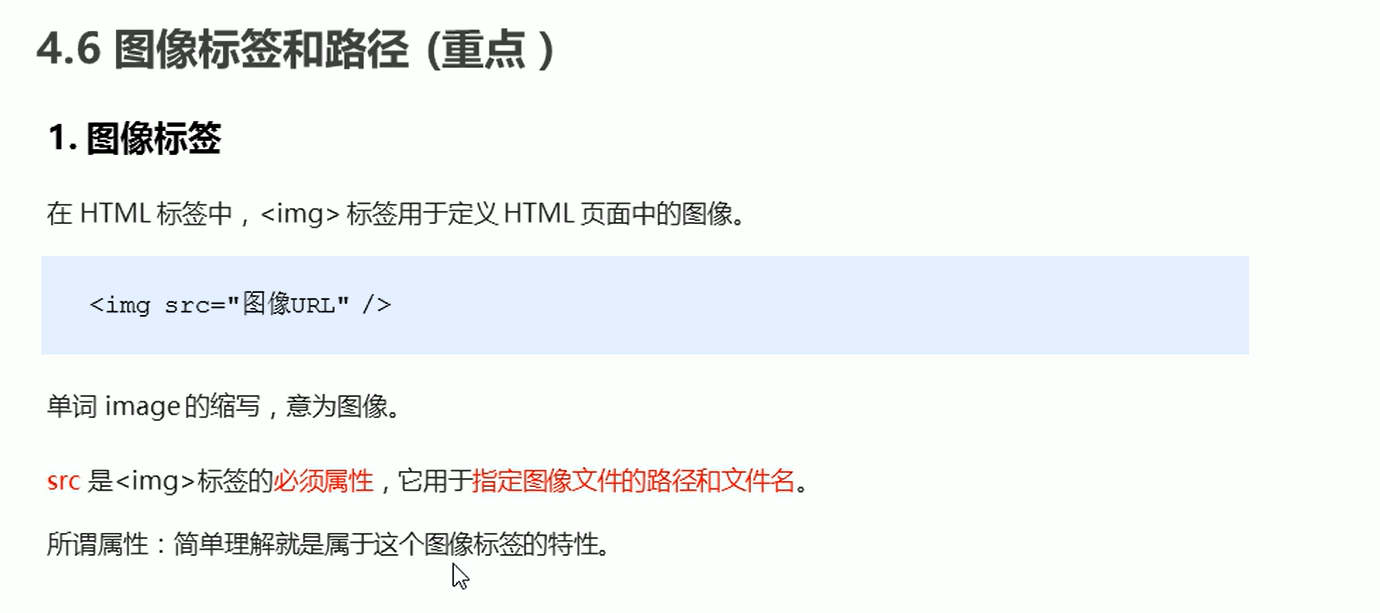 4.6 图像标签和路径 (重点)
1. 图像标签
在 HTML 标签中，<img> 标签用于定义 HTML 页面中的图像。
<img src="图像URL" />
单词 image 的缩写，意为图像。
src 是<img>标签的必须属性，它用于指定图像文件的路径和文件名。
所谓属性：简单理解就是属于这个图像标签的特性。